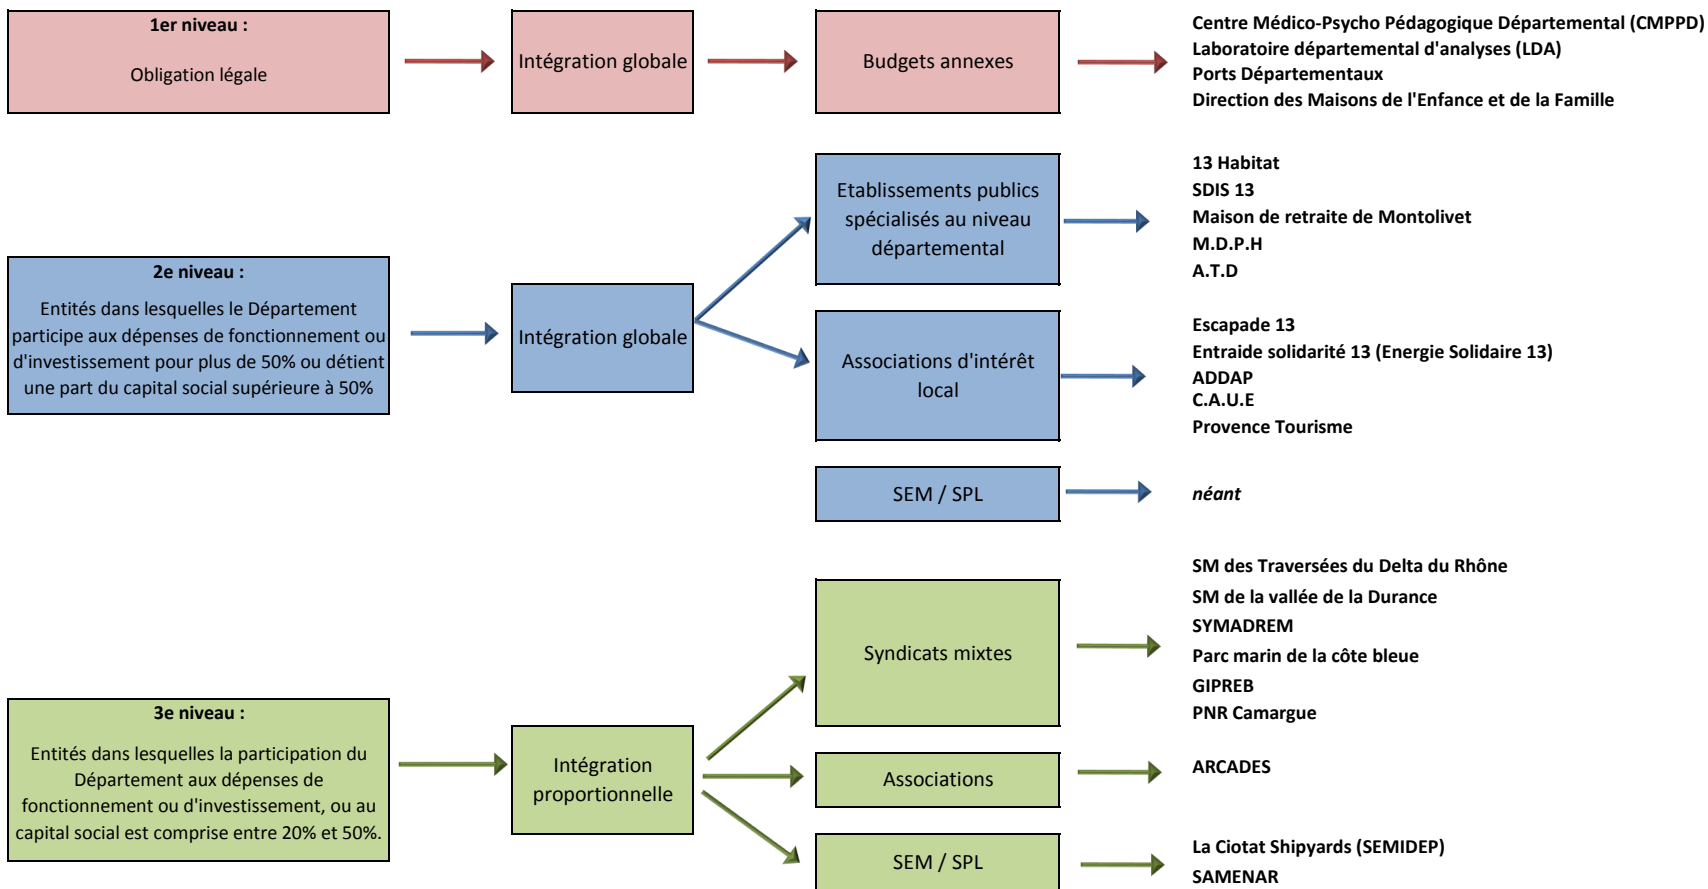 1er niveau :
Obligation légale
Intégration globale
Budgets annexes
Centre Médico-Psycho Pédagogique Départemental (CMPPD)
Laboratoire départemental d'analyses (LDA)
Ports Départementaux
Direction des Maisons de l'Enfance et de la Famille
2e niveau :
Entités dans lesquelles le Département
participe aux dépenses de fonctionnement ou
d'investissement pour plus de 50% ou détient
une part du capital social supérieure à 50%
Intégration globale
Etablissements publics
spécialisés au niveau
départemental
13 Habitat
SDIS 13
Maison de retraite de Montolivet
M.D.P.H
A.T.D
Associations d'intérêt
local
Escapade 13
Entraide solidarité 13 (Energie Solidaire 13)
ADDAP
C.A.U.E
Provence Tourisme
SEM / SPL
néant
3e niveau :
Entités dans lesquelles la participation du
Département aux dépenses de
fonctionnement ou d'investissement, ou au
capital social est comprise entre 20% et 50%.
Intégration
proportionnelle
Syndicats mixtes
SM des Traversées du Delta du Rhône
SM de la vallée de la Durance
SYMADREM
Parc marin de la côte bleue
GIPREB
PNR Camargue
Associations
ARCADES
SEM / SPL
La Ciotat Shipyards (SEMIDEP)
SAMENAR